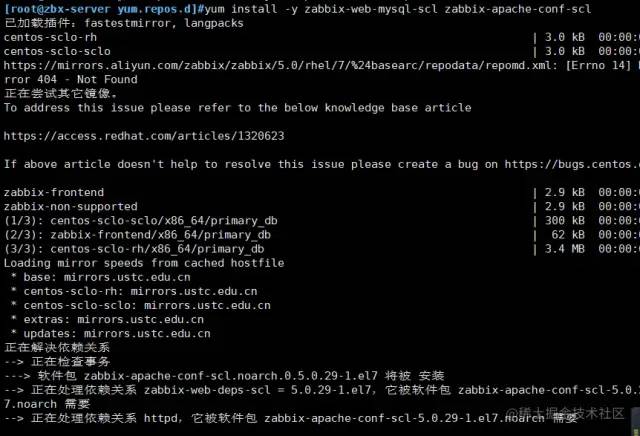 [root@zbx-server yum.repos.d]#yum install -y zabbix-web-mysql-scl zabbix-apache-conf-scl
已加载插件：fastestmirror, langpacks
centos-sclo-rh | 3.0 kB 00:00:
centos-sclo-sclo | 3.0 kB 00:00:
https://mirrors.aliyun.com/zabbix/zabbix/5.0/rhel/7/%24basearc/repodata/repomd.xml: [Errno 14]
rror 404 - Not Found
正在尝试其它镜像。
To address this issue please refer to the below knowledge base article
https://access.redhat.com/articles/1320623
If above article doesn't help to resolve this issue please create a bug on https://bugs.centos.
zabbix-frontend | 2.9 kB 00:00:
zabbix-non-supported | 2.9 kB 00:00:
(1/3): centos-sclo-sclo/x86_64/primary_db | 300 kB 00:00:
(2/3): zabbix-frontend/x86_64/primary_db | 62 kB 00:00:
(3/3): centos-sclo-rh/x86_64/primary_db | 3.4 MB 00:00:
Loading mirror speeds from cached hostfile
* base: mirrors.ustc.edu.cn
* centos-sclo-rh: mirrors.ustc.edu.cn
* centos-sclo-sclo: mirrors.ustc.edu.cn
* extras: mirrors.ustc.edu.cn
* updates: mirrors.ustc.edu.cn
正在解决依赖关系
--> 正在检查事务
---> 软件包 zabbix-apache-conf-scl.noarch.0.5.0.29-1.el7 将被 安装
--> 正在处理依赖关系 zabbix-web-deps-scl = 5.0.29-1.el7，它被软件包 zabbix-apache-conf-scl-5.0.2
7.noarch 需要
--> 正在处理依赖关系 httpd，它被软件包 zabbix-apache-conf-scl-5.0.29-1.el7.noarch 需要
@稀土掘金技术社区